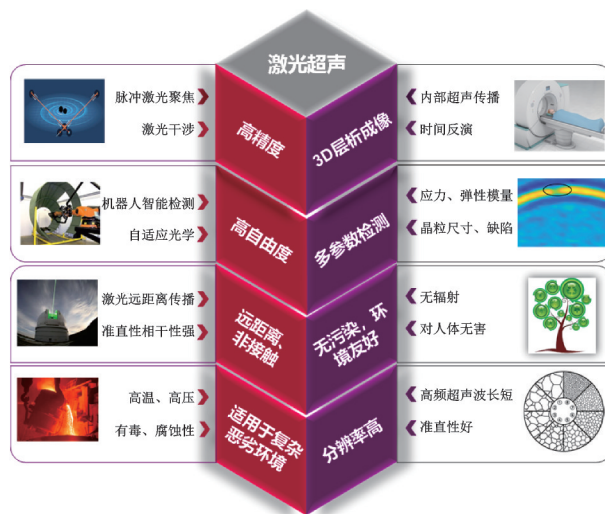 激光超声
脉冲激光聚焦
激光干涉
高精度
3D层析成像
内部超声传播
时间反演
机器人智能检测
自适应光学
高自由度
多参数检测
应力、弹性模量
晶粒尺寸、缺陷
激光远距离传播
准直性相干性强
远距离、
非接触
无污染，环
境友好
无辐射
对人体无害
高温、高压
有毒、腐蚀性
适用于复杂
恶劣环境
分辨率高
高频超声波长短
准直性好